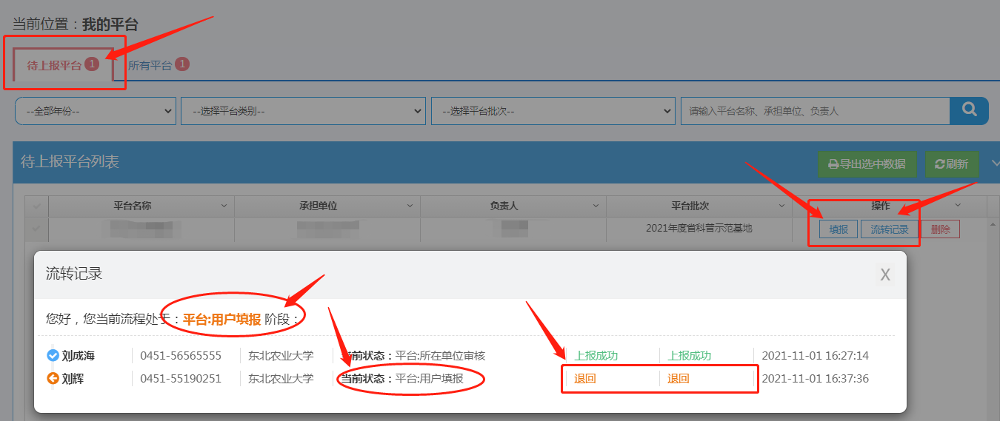 当前位置：我的平台
待上报平台 1 所有平台 1
--全部年份-- --选择平台类别-- --选择平台批次-- 请输入平台名称、承担单位、负责人
待上报平台列表 导出选中数据 刷新
平台名称 承担单位 负责人 平台批次 操作
2021年度省科普示范基地 填报 流转记录 删除
流转记录 X
您好，您当前流程处于：平台:用户填报 阶段：
刘成海 0451-56565555 东北农业大学 当前状态：平台:所在单位审核 上报成功 上报成功 2021-11-01 16:27:14
刘辉 0451-55190251 东北农业大学 当前状态：平台:用户填报 退回 退回 2021-11-01 16:37:36